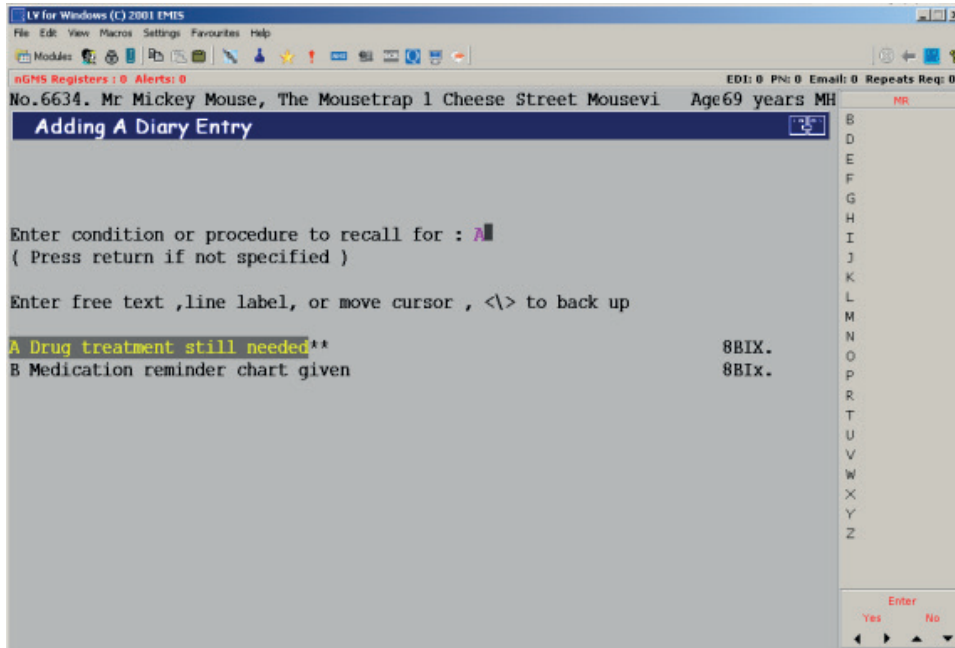 LV for Windows (C) 2001 EMIS
File Edit View Macros Settings Favourites Help
Modules
nGMS Registers : 0 Alerts: 0 EDI: 0 PN: 0 Email: 0 Repeats Req: 0
No.6634. Mr Mickey Mouse, The Mousetrap 1 Cheese Street Mousevi Age69 years MH
MR
Adding A Diary Entry
B
D
E
F
G
H
Enter condition or procedure to recall for : A
I
( Press return if not specified )
J
K
Enter free text ,line label, or move cursor , <\> to back up
L
M
N
A Drug treatment still needed** 8BIX.
O
B Medication reminder chart given 8BIx.
P
R
T
U
V
W
X
Y
Z
Enter
Yes No